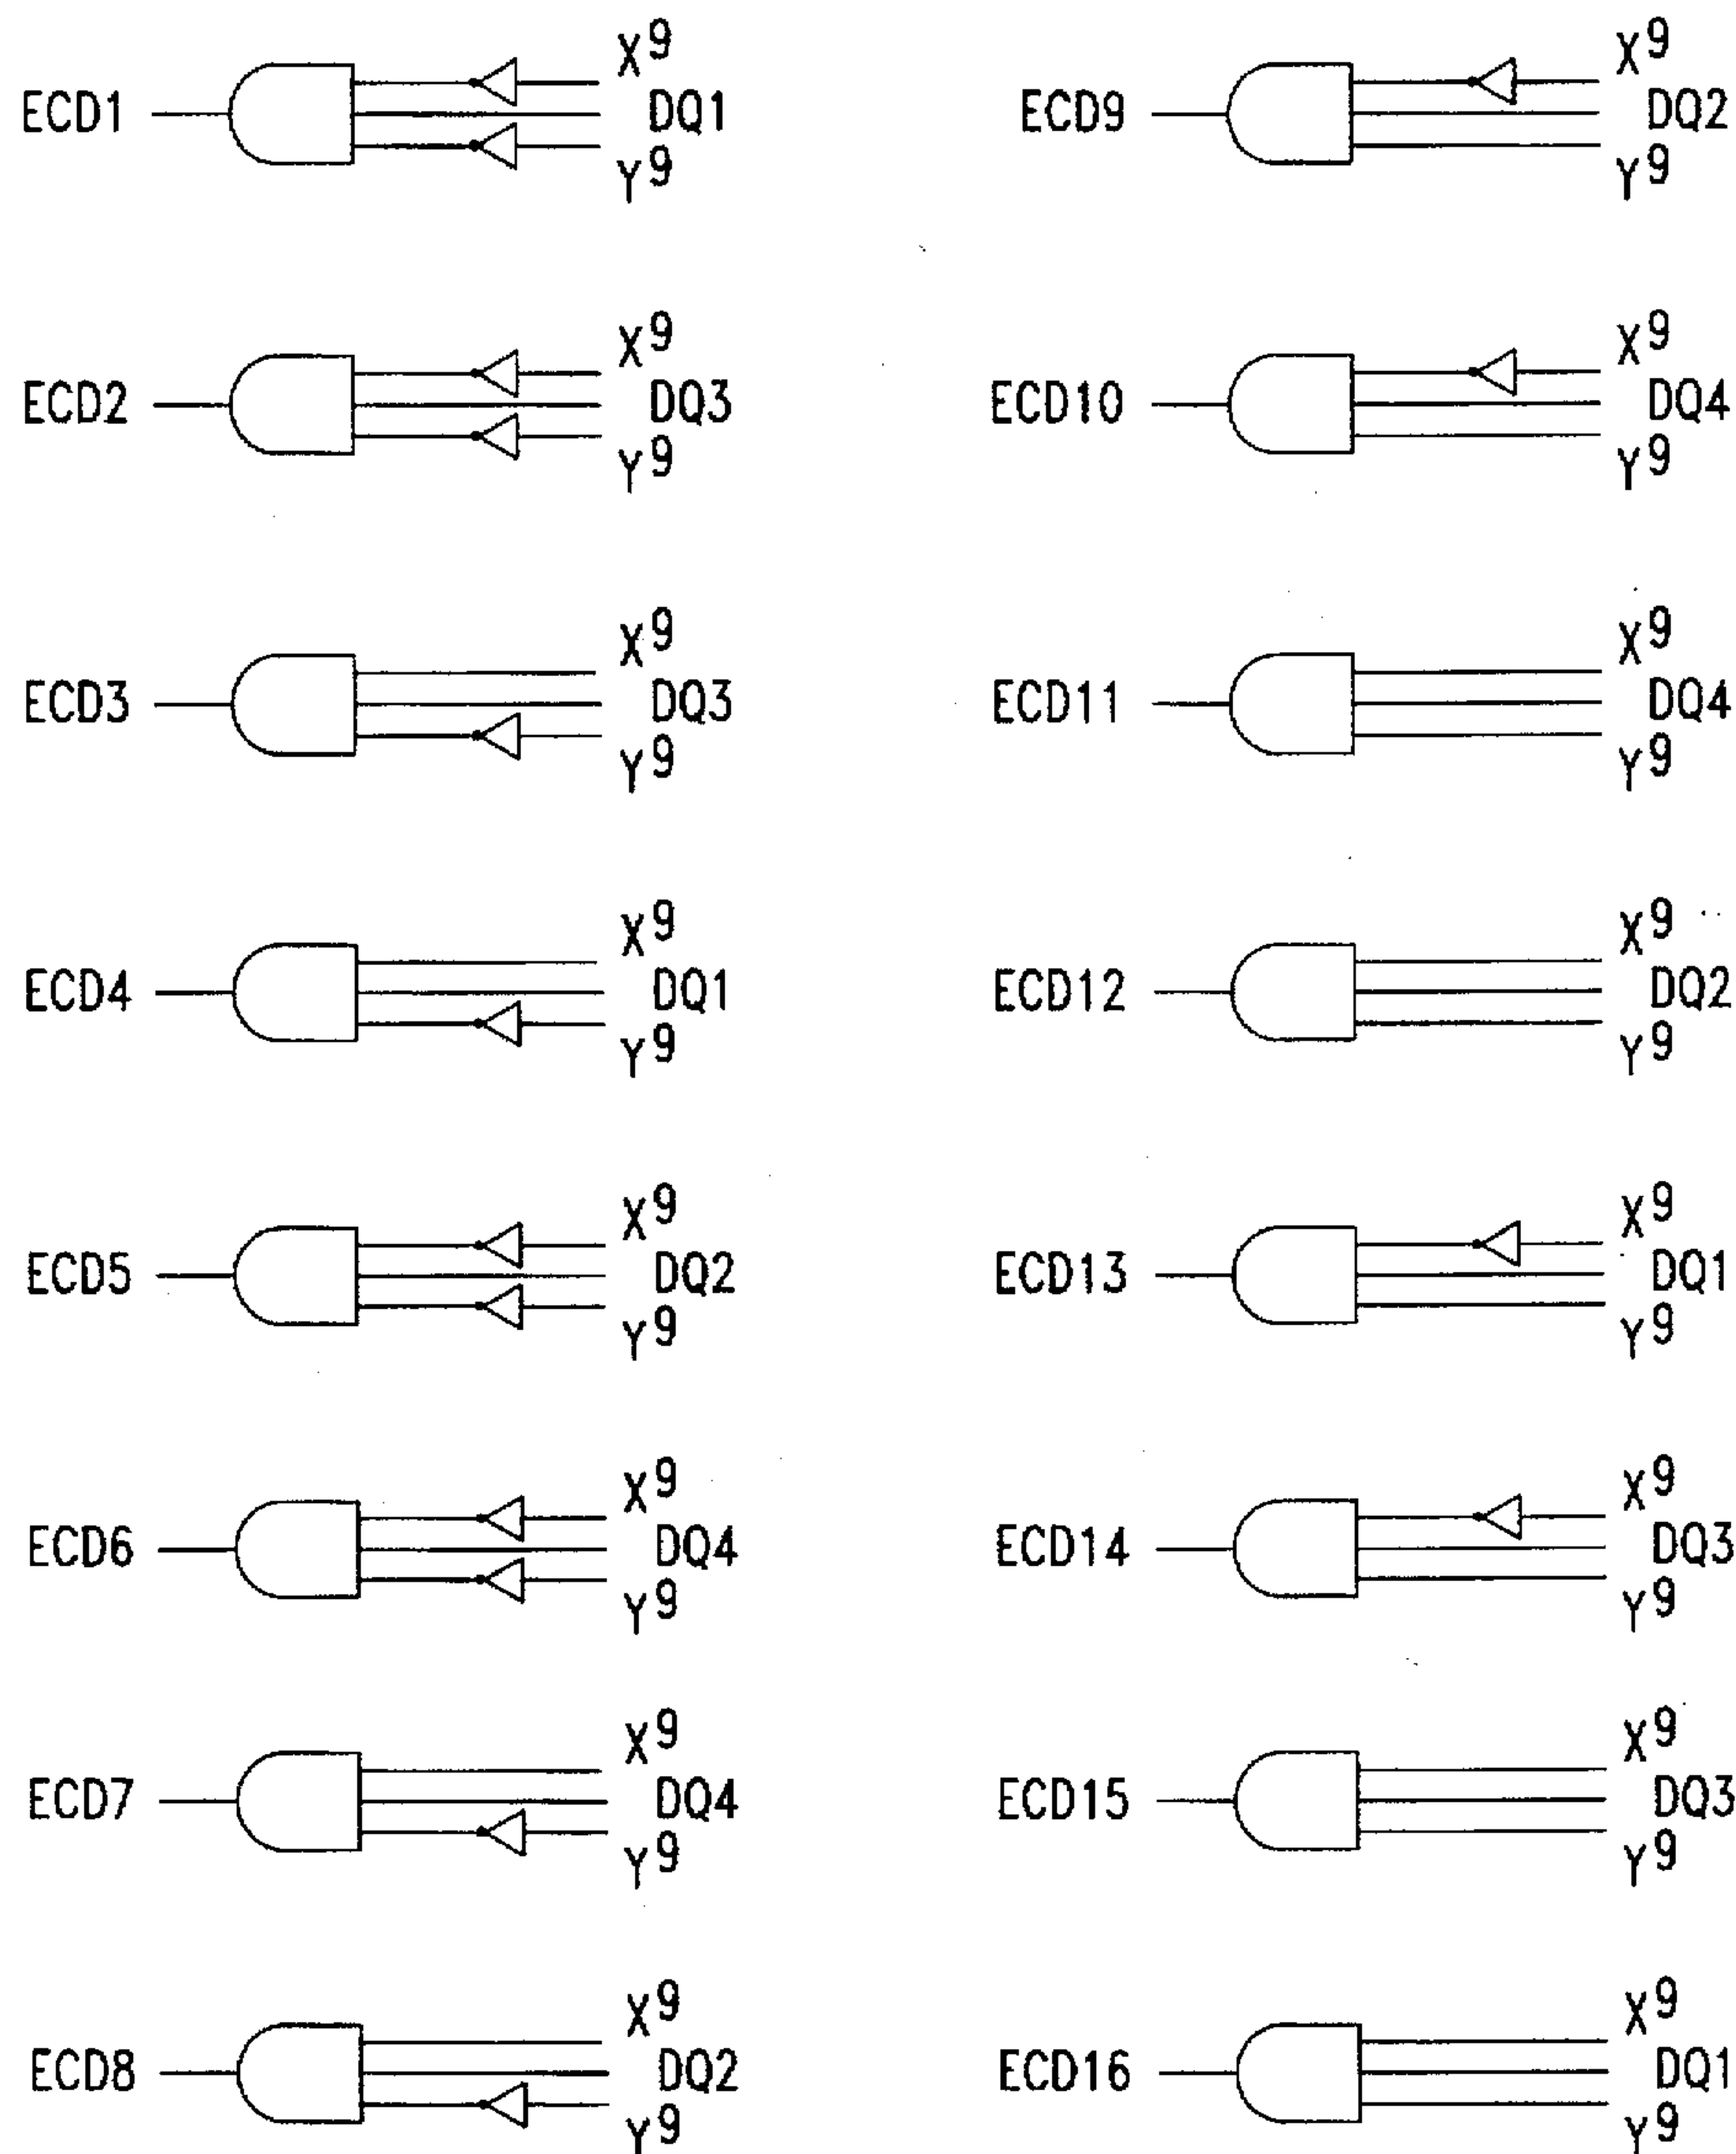 ECD1 X9 DQ1 Y9
ECD2 X9 DQ3 Y9
ECD3 X9 DQ3 Y9
ECD4 X9 DQ1 Y9
ECD5 X9 DQ2 Y9
ECD6 X9 DQ4 Y9
ECD7 X9 DQ4 Y9
ECD8 X9 DQ2 Y9
ECD9 X9 DQ2 Y9
ECD10 X9 DQ4 Y9
ECD11 X9 DQ4 Y9
ECD12 X9 DQ2 Y9
ECD13 X9 DQ1 Y9
ECD14 X9 DQ3 Y9
ECD15 X9 DQ3 Y9
ECD16 X9 DQ1 Y9